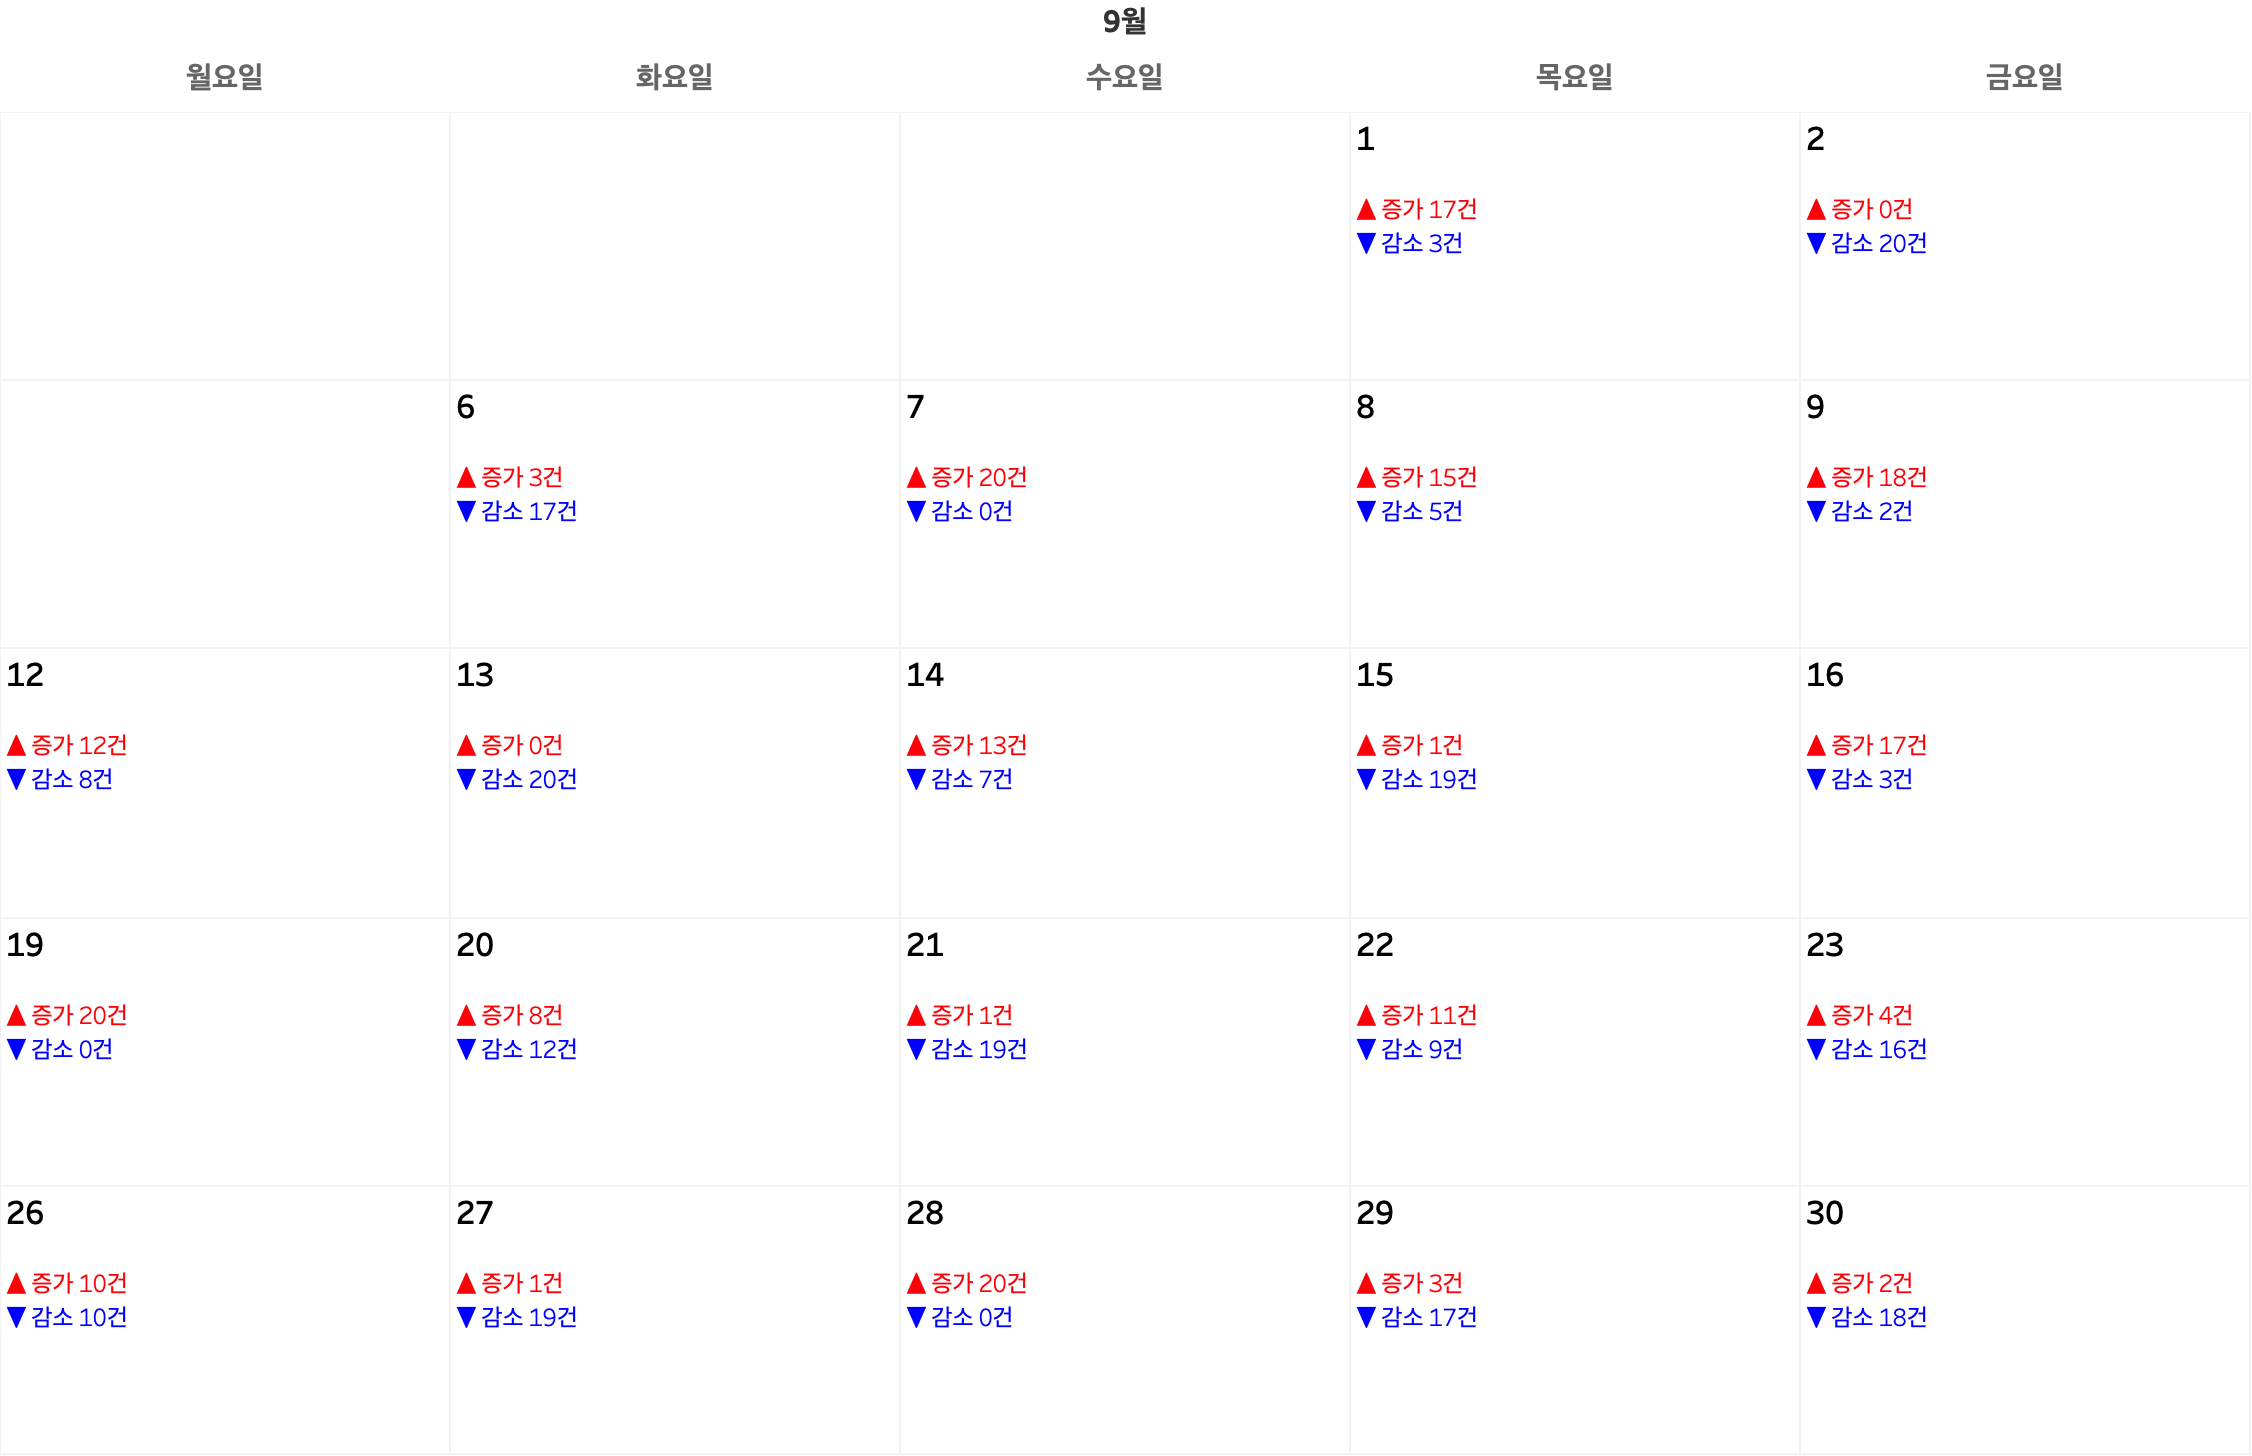 9월
월요일 화요일 수요일 목요일 금요일
1 2
▲ 증가 17건 ▲ 증가 0건
▼ 감소 3건 ▼ 감소 20건
6 7 8 9
▲ 증가 3건 ▲ 증가 20건 ▲ 증가 15건 ▲ 증가 18건
▼ 감소 17건 ▼ 감소 0건 ▼ 감소 5건 ▼ 감소 2건
12 13 14 15 16
▲ 증가 12건 ▲ 증가 0건 ▲ 증가 13건 ▲ 증가 1건 ▲ 증가 17건
▼ 감소 8건 ▼ 감소 20건 ▼ 감소 7건 ▼ 감소 19건 ▼ 감소 3건
19 20 21 22 23
▲ 증가 20건 ▲ 증가 8건 ▲ 증가 1건 ▲ 증가 11건 ▲ 증가 4건
▼ 감소 0건 ▼ 감소 12건 ▼ 감소 19건 ▼ 감소 9건 ▼ 감소 16건
26 27 28 29 30
▲ 증가 10건 ▲ 증가 1건 ▲ 증가 20건 ▲ 증가 3건 ▲ 증가 2건
▼ 감소 10건 ▼ 감소 19건 ▼ 감소 0건 ▼ 감소 17건 ▼ 감소 18건